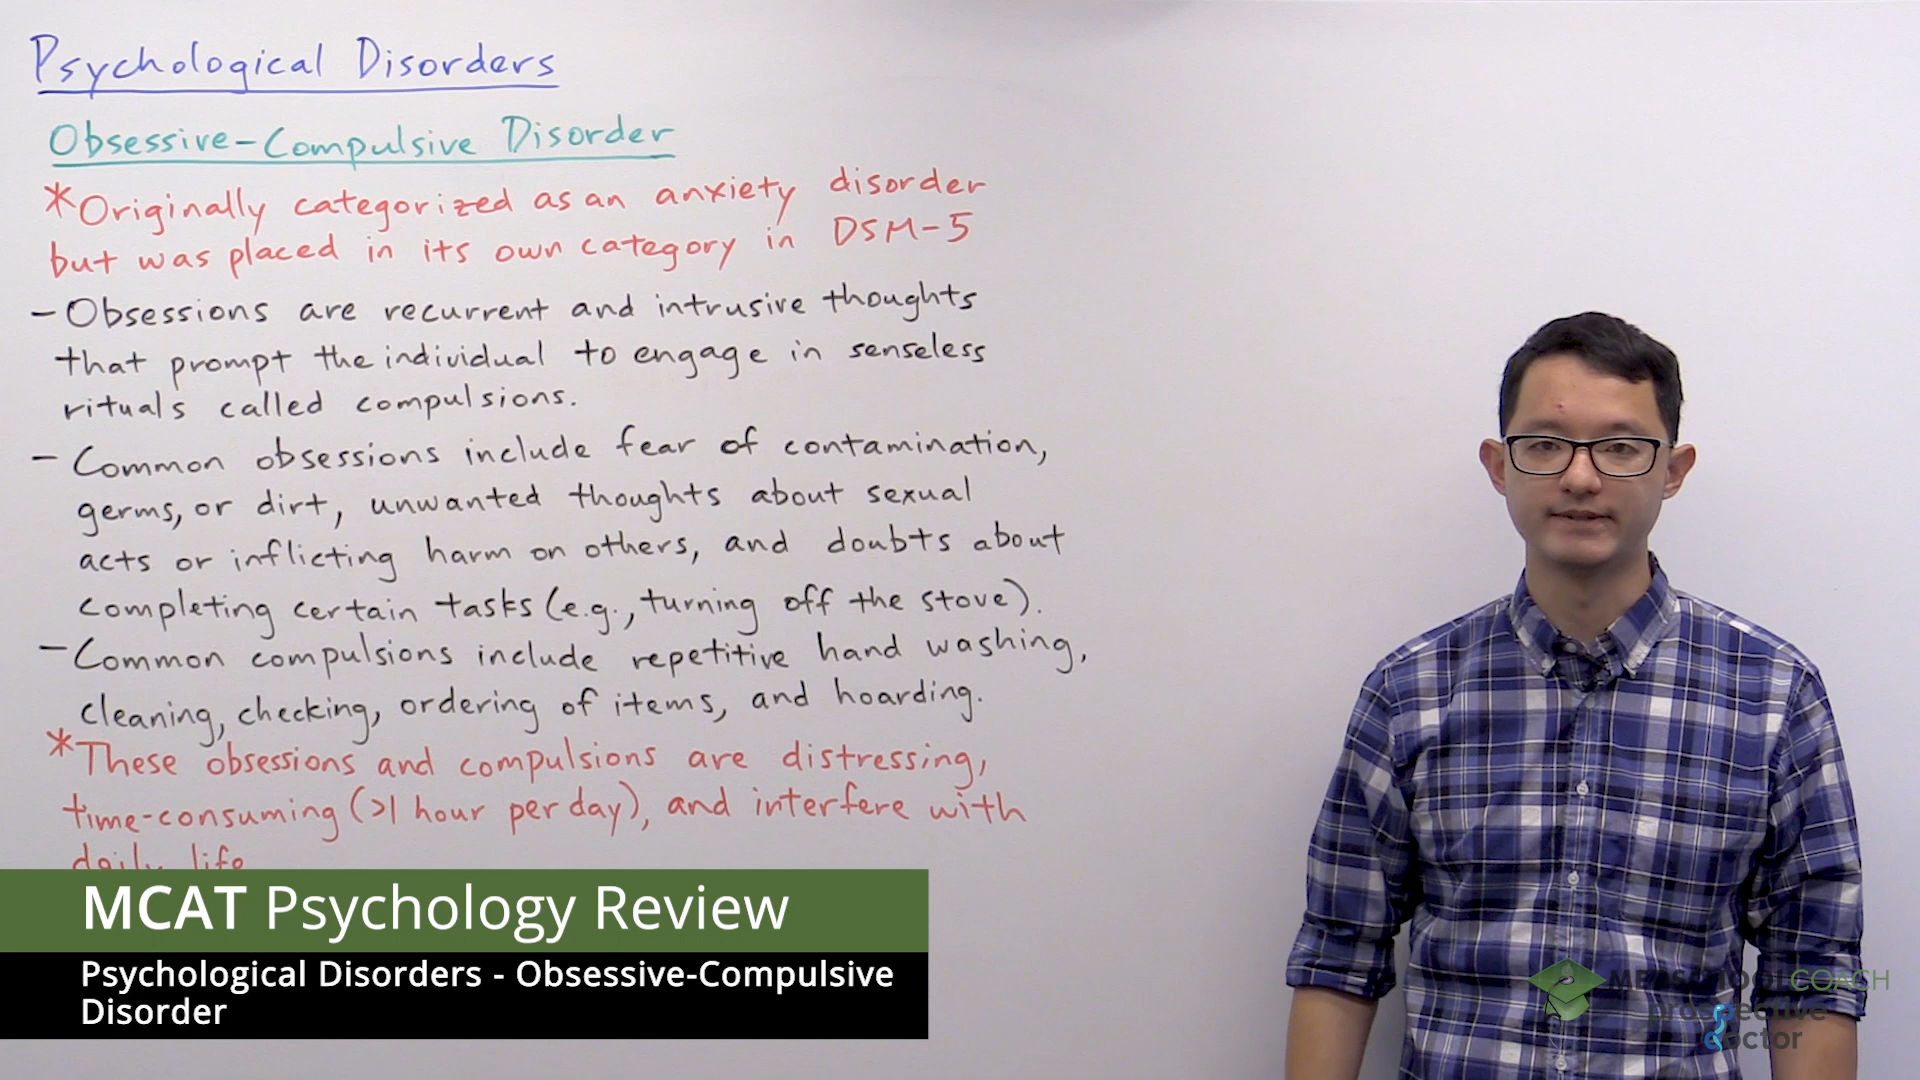 Psychological Disorders
Obsessive-Compulsive Disorder
*Originally categorized as an anxiety disorder
but was placed in its own category in DSM-5
- Obsessions are recurrent and intrusive thoughts
that prompt the individual to engage in senseless
rituals called compulsions.
- Common obsessions include fear of contamination,
germs, or dirt, unwanted thoughts about sexual
acts or inflicting harm on others, and doubts about
completing certain tasks (e.g., turning off the stove).
- Common compulsions include repetitive hand washing,
cleaning, checking, ordering of items, and hoarding.
*These obsessions and compulsions are distressing,
time-consuming (>1 hour per day), and interfere with
daily life
MCAT Psychology Review
Psychological Disorders - Obsessive-Compulsive
Disorder
MEDSCHOOLCOACH
prospective
doctor